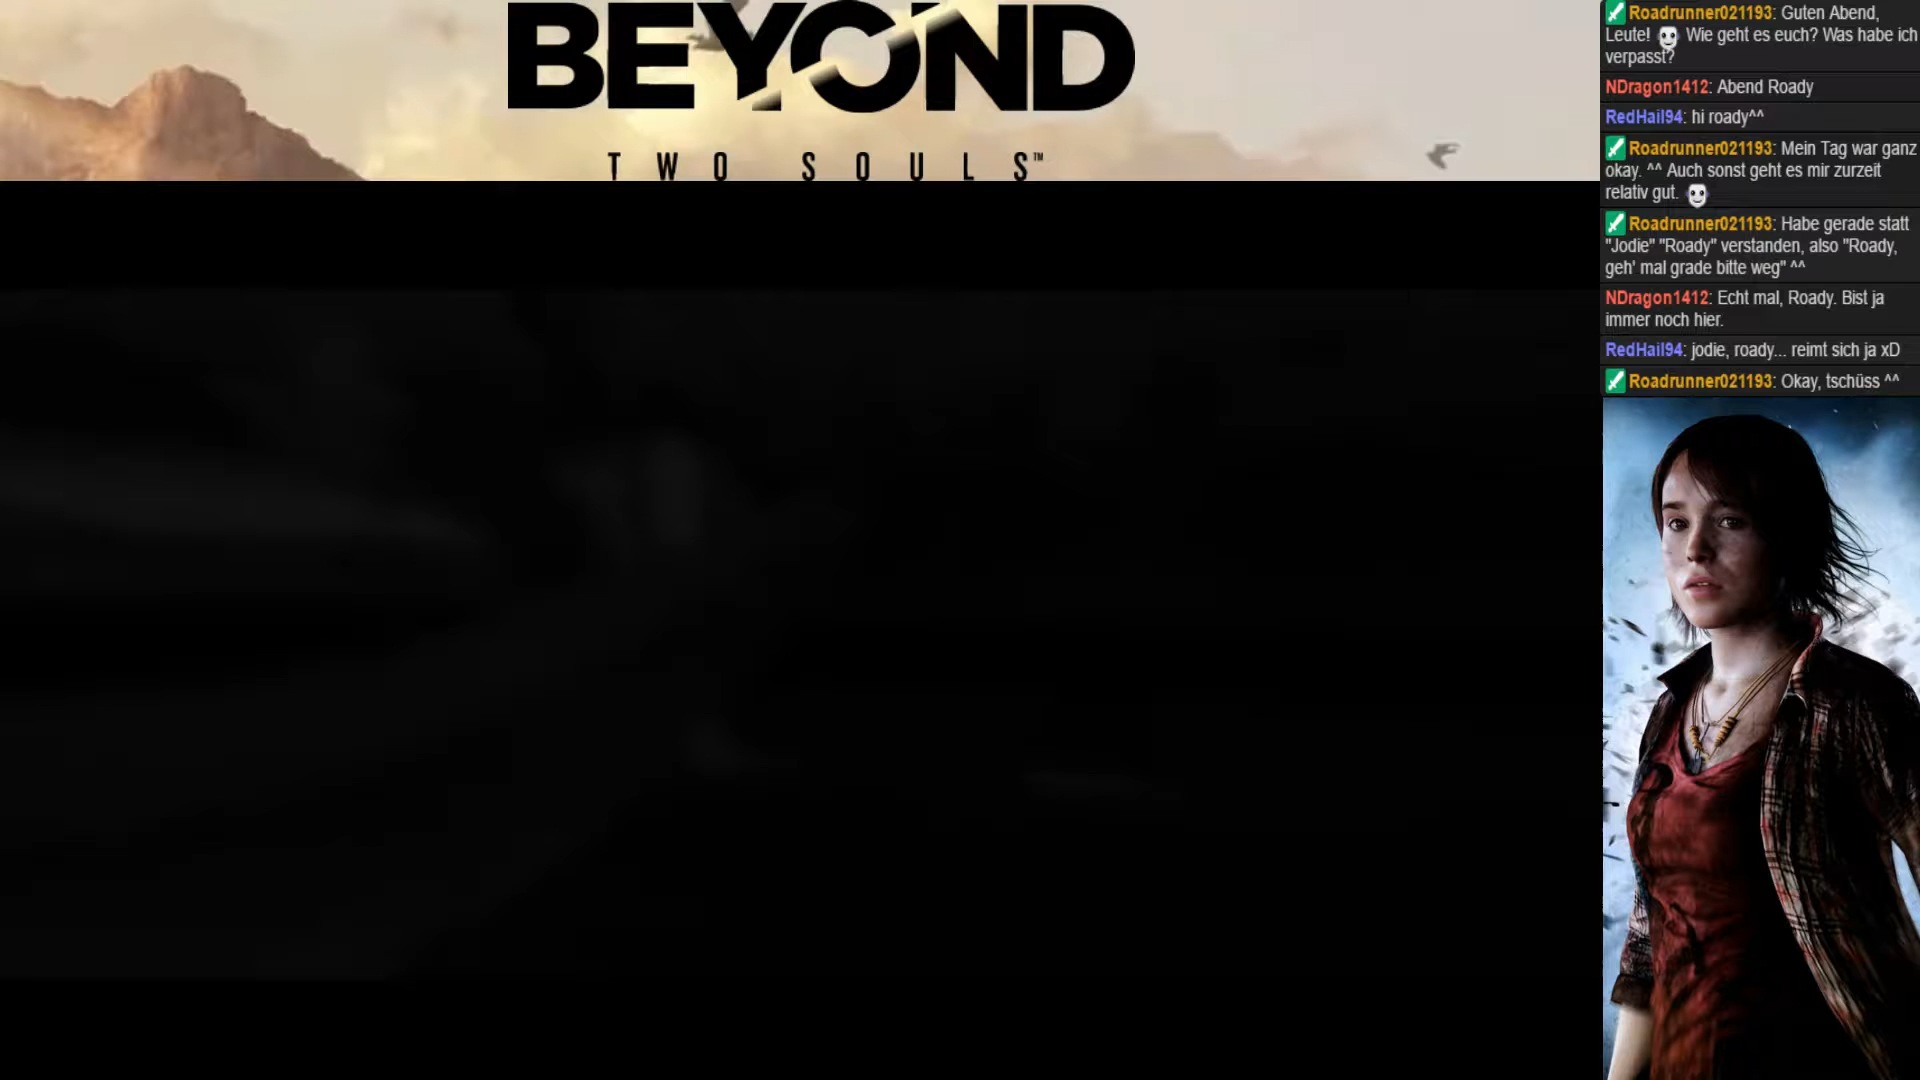 BEYOND
TWO SOULS™
Roadrunner021193: Guten Abend,
Leute! Wie geht es euch? Was habe ich
verpasst?
NDragon1412: Abend Roady
RedHail94: hi roady^^
Roadrunner021193: Mein Tag war ganz
okay. ^^ Auch sonst geht es mir zurzeit
relativ gut.
Roadrunner021193: Habe gerade statt
"Jodie" "Roady" verstanden, also "Roady,
geh' mal grade bitte weg" ^^
NDragon1412: Echt mal, Roady. Bist ja
immer noch hier.
RedHail94: jodie, roady... reimt sich ja xD
Roadrunner021193: Okay, tschüss ^^